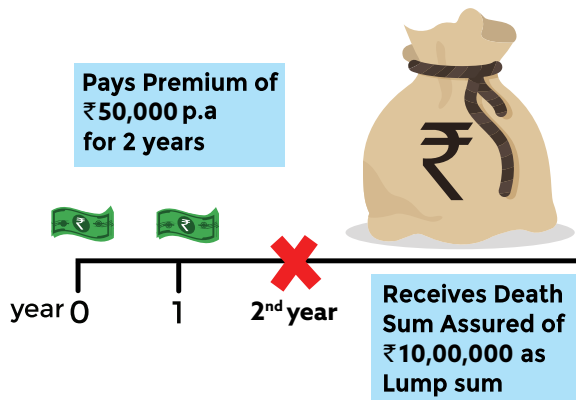 Pays Premium of
₹50,000 p.a
for 2 years
₹
₹
₹
year 0
1
2nd year
Receives Death
Sum Assured of
₹10,00,000 as
Lump sum